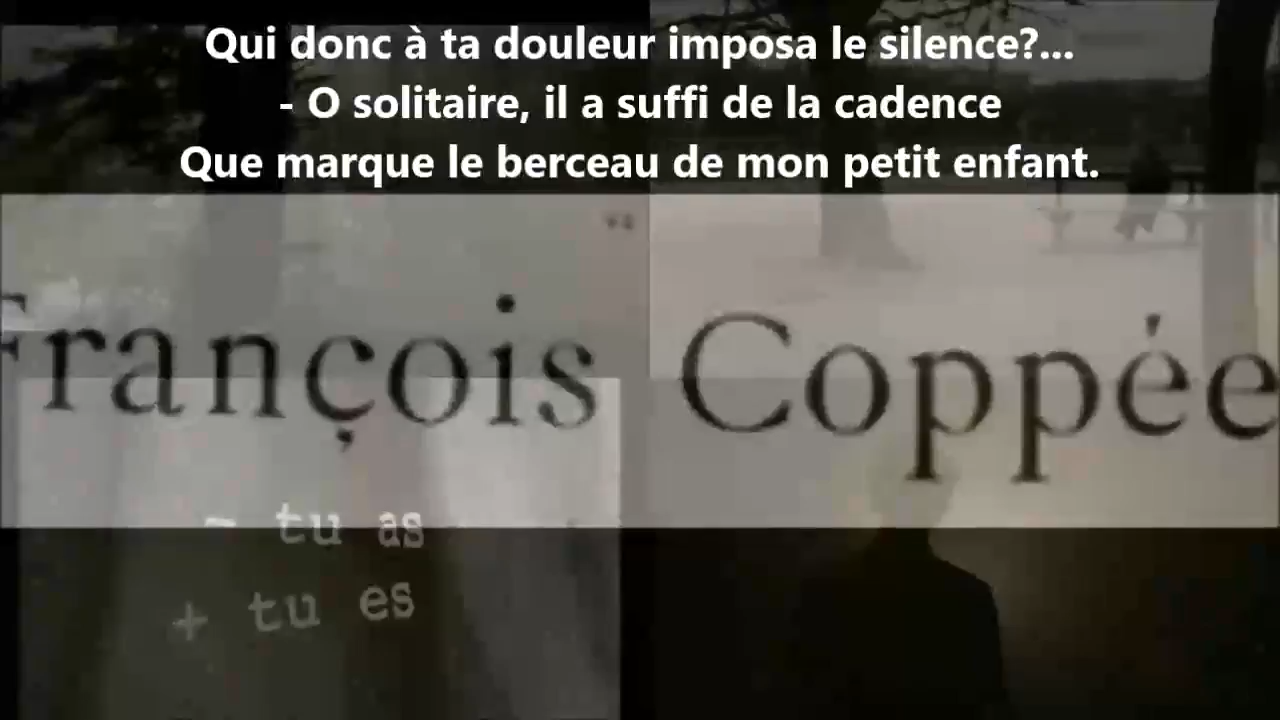 Qui donc à ta douleur imposa le silence?...
- O solitaire, il a suffi de la cadence
Que marque le berceau de mon petit enfant.
François Coppée
- tu as
+ tu es